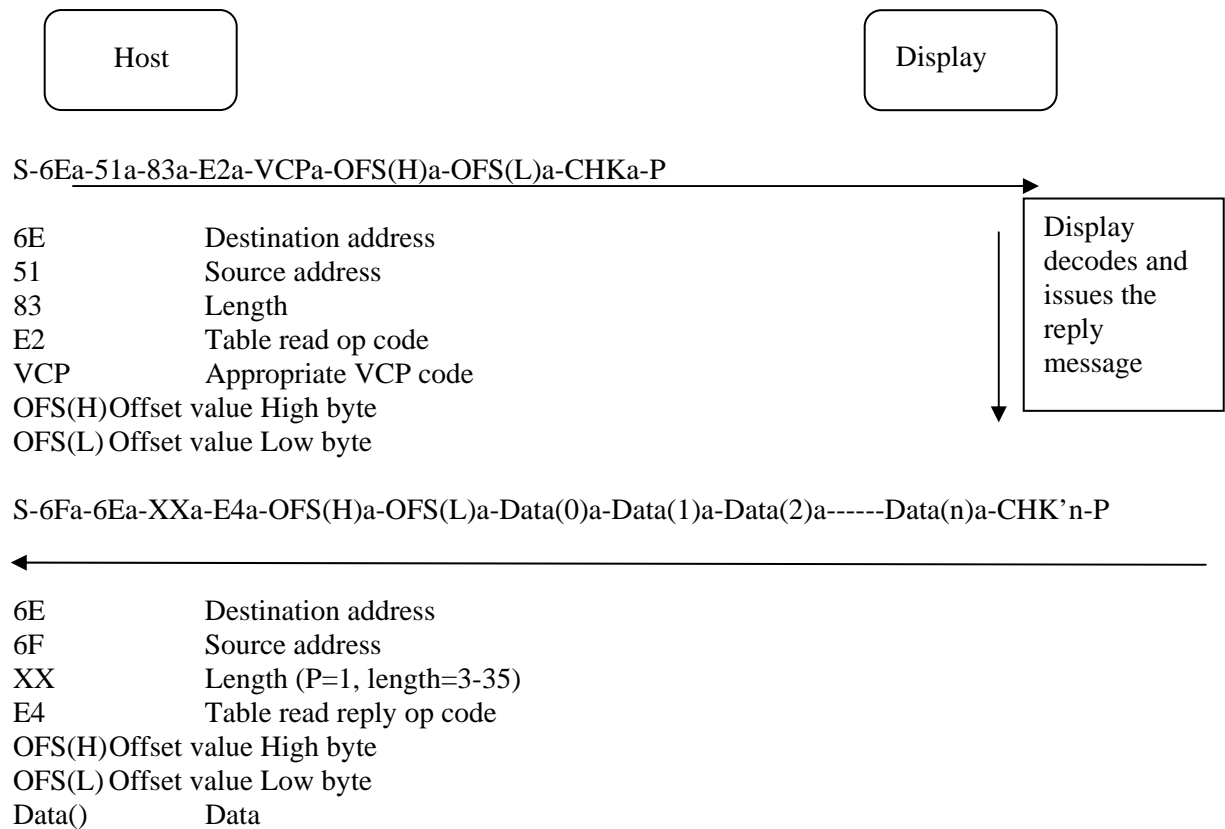 Host
Display
S-6Ea-51a-83a-E2a-VCPa-OFS(H)a-OFS(L)a-CHKa-P
6E Destination address
51 Source address
83 Length
E2 Table read op code
VCP Appropriate VCP code
OFS(H) Offset value High byte
OFS(L) Offset value Low byte
Display
decodes and
issues the
reply
message
S-6Fa-6Ea-XXa-E4a-OFS(H)a-OFS(L)a-Data(0)a-Data(1)a-Data(2)a------Data(n)a-CHK’n-P
6E Destination address
6F Source address
XX Length (P=1, length=3-35)
E4 Table read reply op code
OFS(H) Offset value High byte
OFS(L) Offset value Low byte
Data() Data